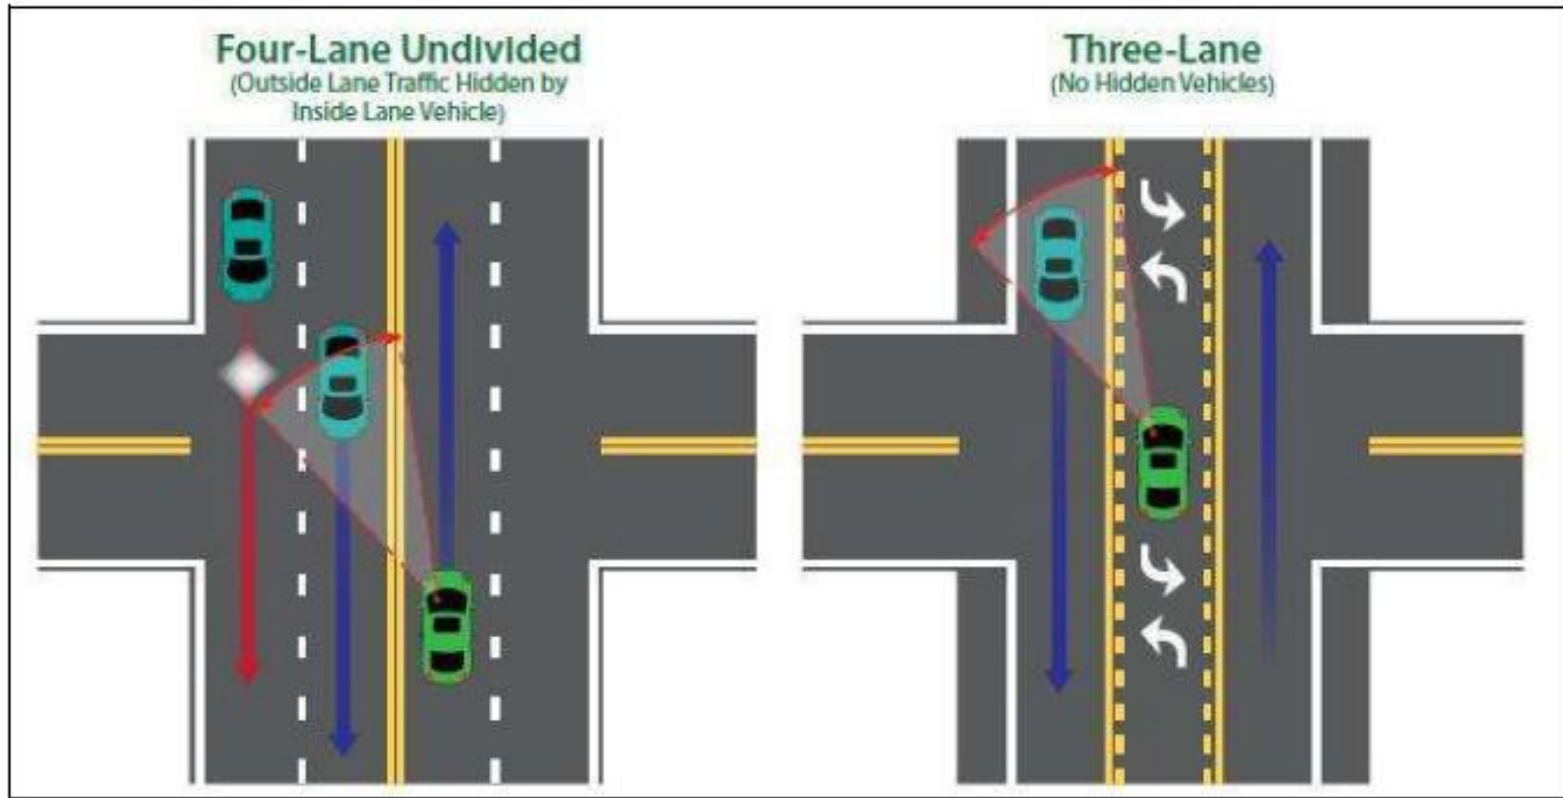 Four-Lane Undivided
(Outside Lane Traffic Hidden by
Inside Lane Vehicle)
Three-Lane
(No Hidden Vehicles)